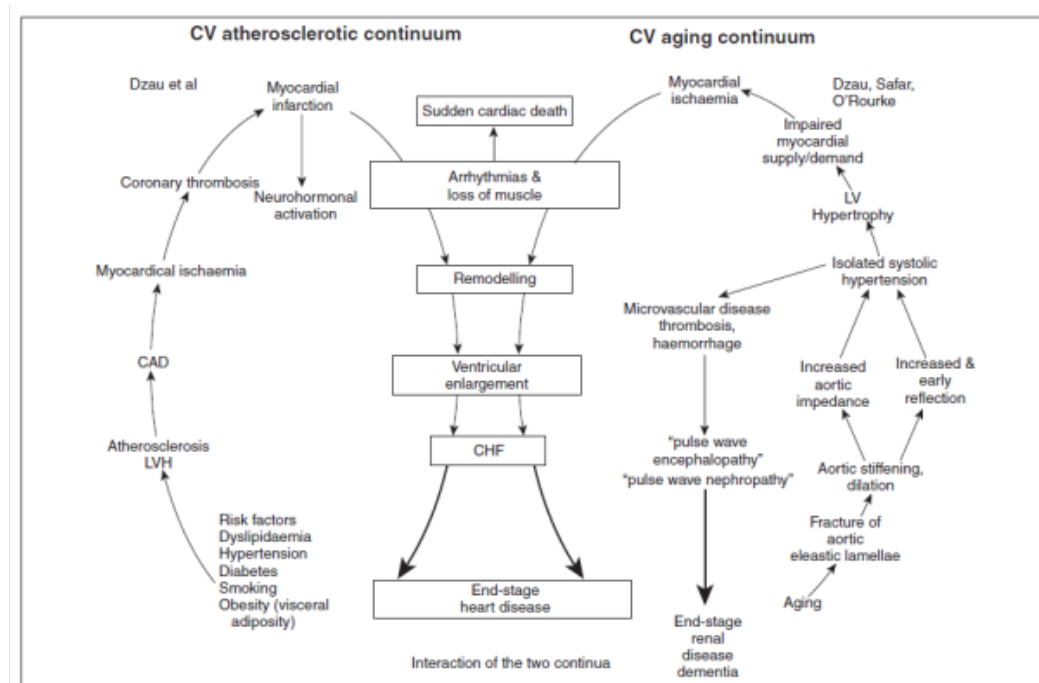 CV atherosclerotic continuum
CV aging continuum
Dzau et al
Myocardial
infarction
Sudden cardiac death
Myocardial
ischaemia
Dzau, Safar,
O'Rourke
Impaired
myocardial
supply/demand
Coronary thrombosis
Neurohormonal
activation
Arrhythmias &
loss of muscle
LV
Hypertrophy
Myocardical ischaemia
Remodelling
Isolated systolic
hypertension
Microvascular disease
thrombosis,
haemorrhage
CAD
Ventricular
enlargement
Increased
aortic
impedance
Increased &
early
reflection
Atherosclerosis
LVH
CHF
"pulse wave
encephalopathy"
"pulse wave nephropathy"
Aortic stiffening,
dilation
Risk factors
Dyslipidaemia
Hypertension
Diabetes
Smoking
Obesity (visceral
adiposity)
Fracture of
aortic
eleastic lamellae
End-stage
heart disease
Aging
End-stage
renal
disease
dementia
Interaction of the two continua